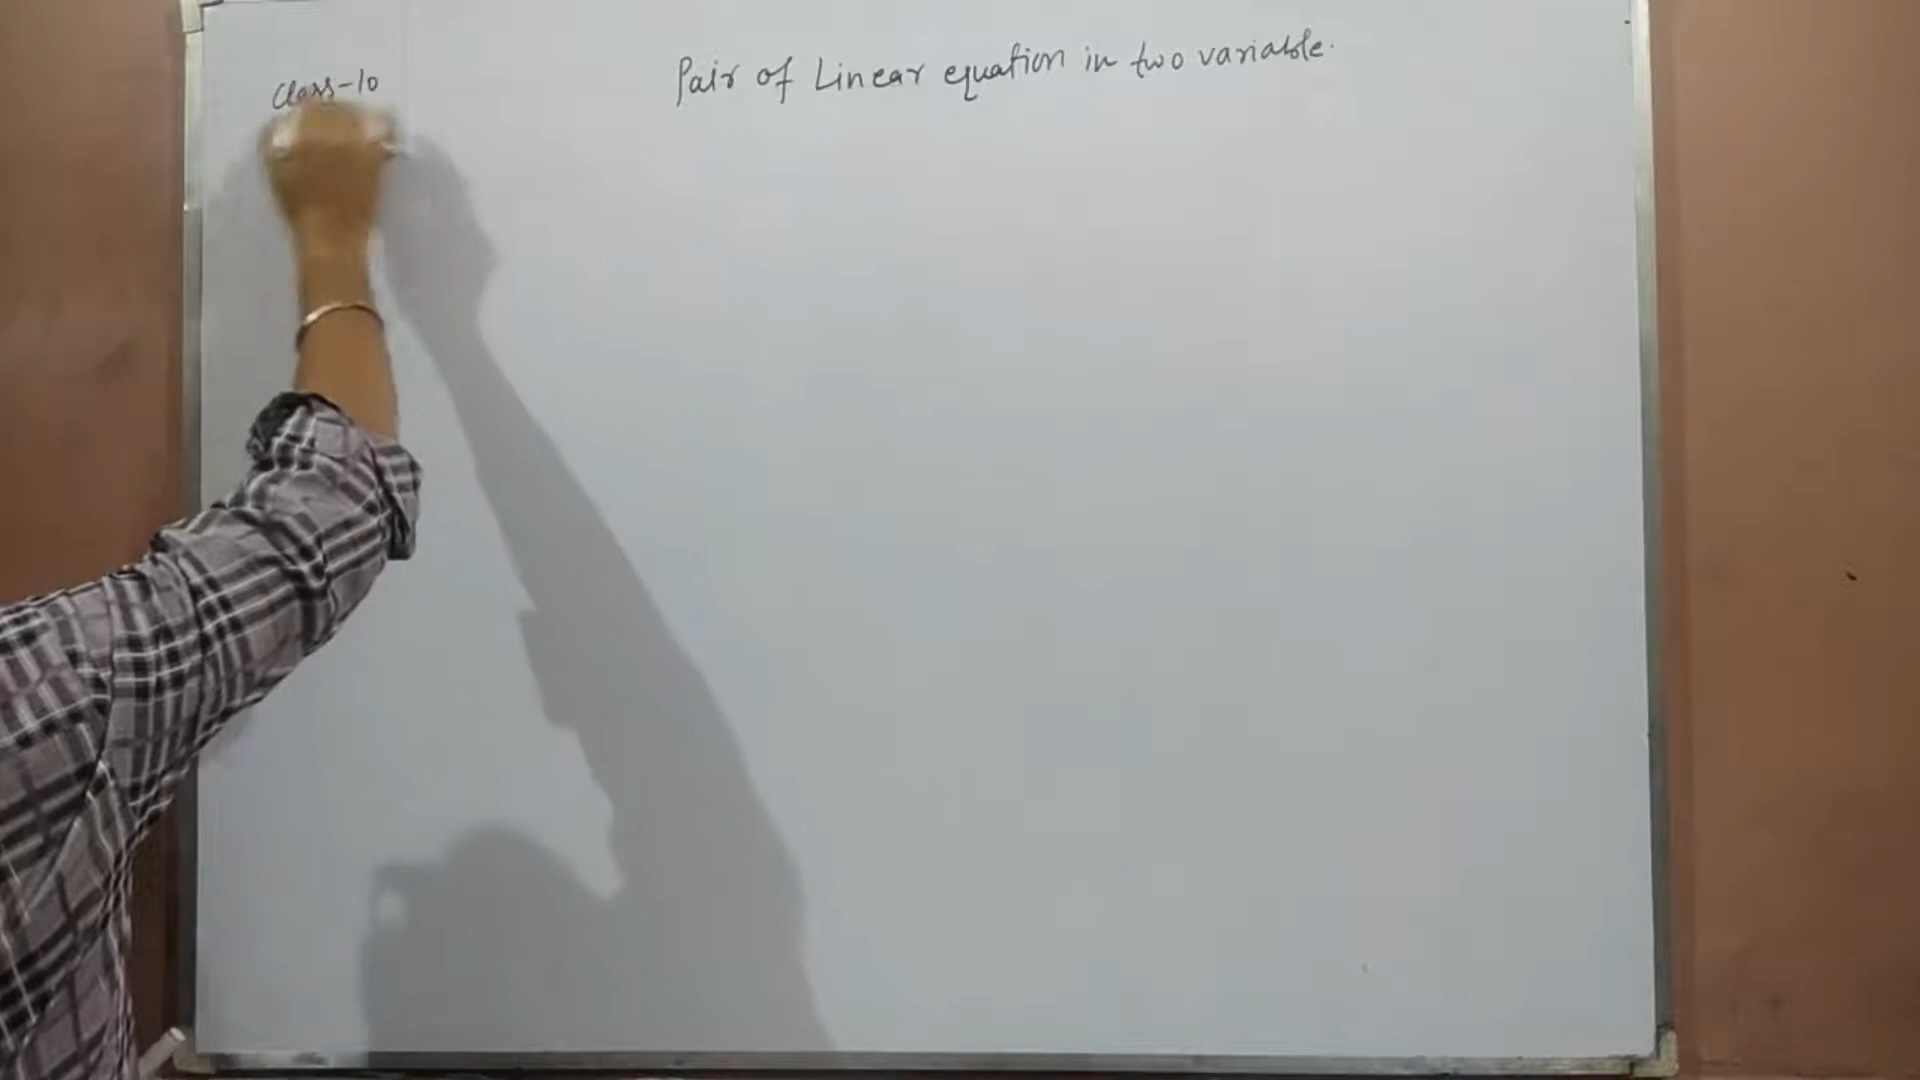 Class-10
Pair of Linear equation in two variable.